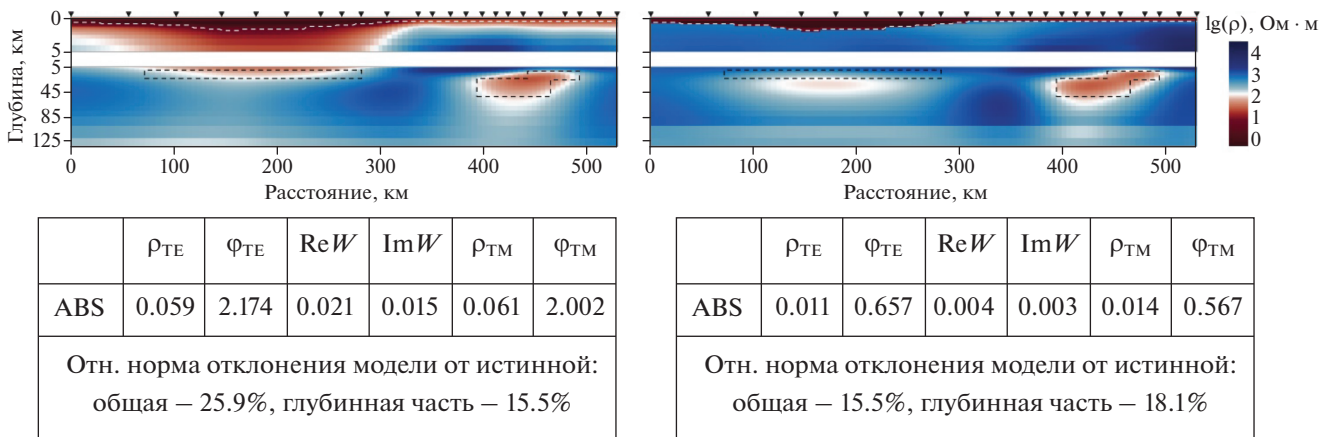 lg(ρ), Ом · м
Глубина, км
0
5
5
45
85
125
0 100 200 300 400 500
Расстояние, км
0 100 200 300 400 500
Расстояние, км
4
3
2
1
0
ρTE φTE ReW ImW ρTM φTM
ABS 0.059 2.174 0.021 0.015 0.061 2.002
Отн. норма отклонения модели от истинной:
общая – 25.9%, глубинная часть – 15.5%
ρTE φTE ReW ImW ρTM φTM
ABS 0.011 0.657 0.004 0.003 0.014 0.567
Отн. норма отклонения модели от истинной:
общая – 15.5%, глубинная часть – 18.1%